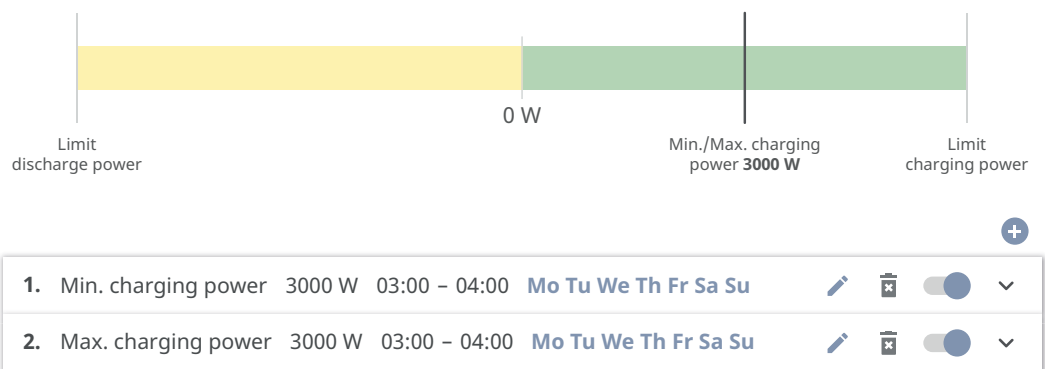 0 W
Limit
discharge power
Min./Max. charging
power 3000 W
Limit
charging power
1. Min. charging power 3000 W 03:00 – 04:00 Mo Tu We Th Fr Sa Su
2. Max. charging power 3000 W 03:00 – 04:00 Mo Tu We Th Fr Sa Su